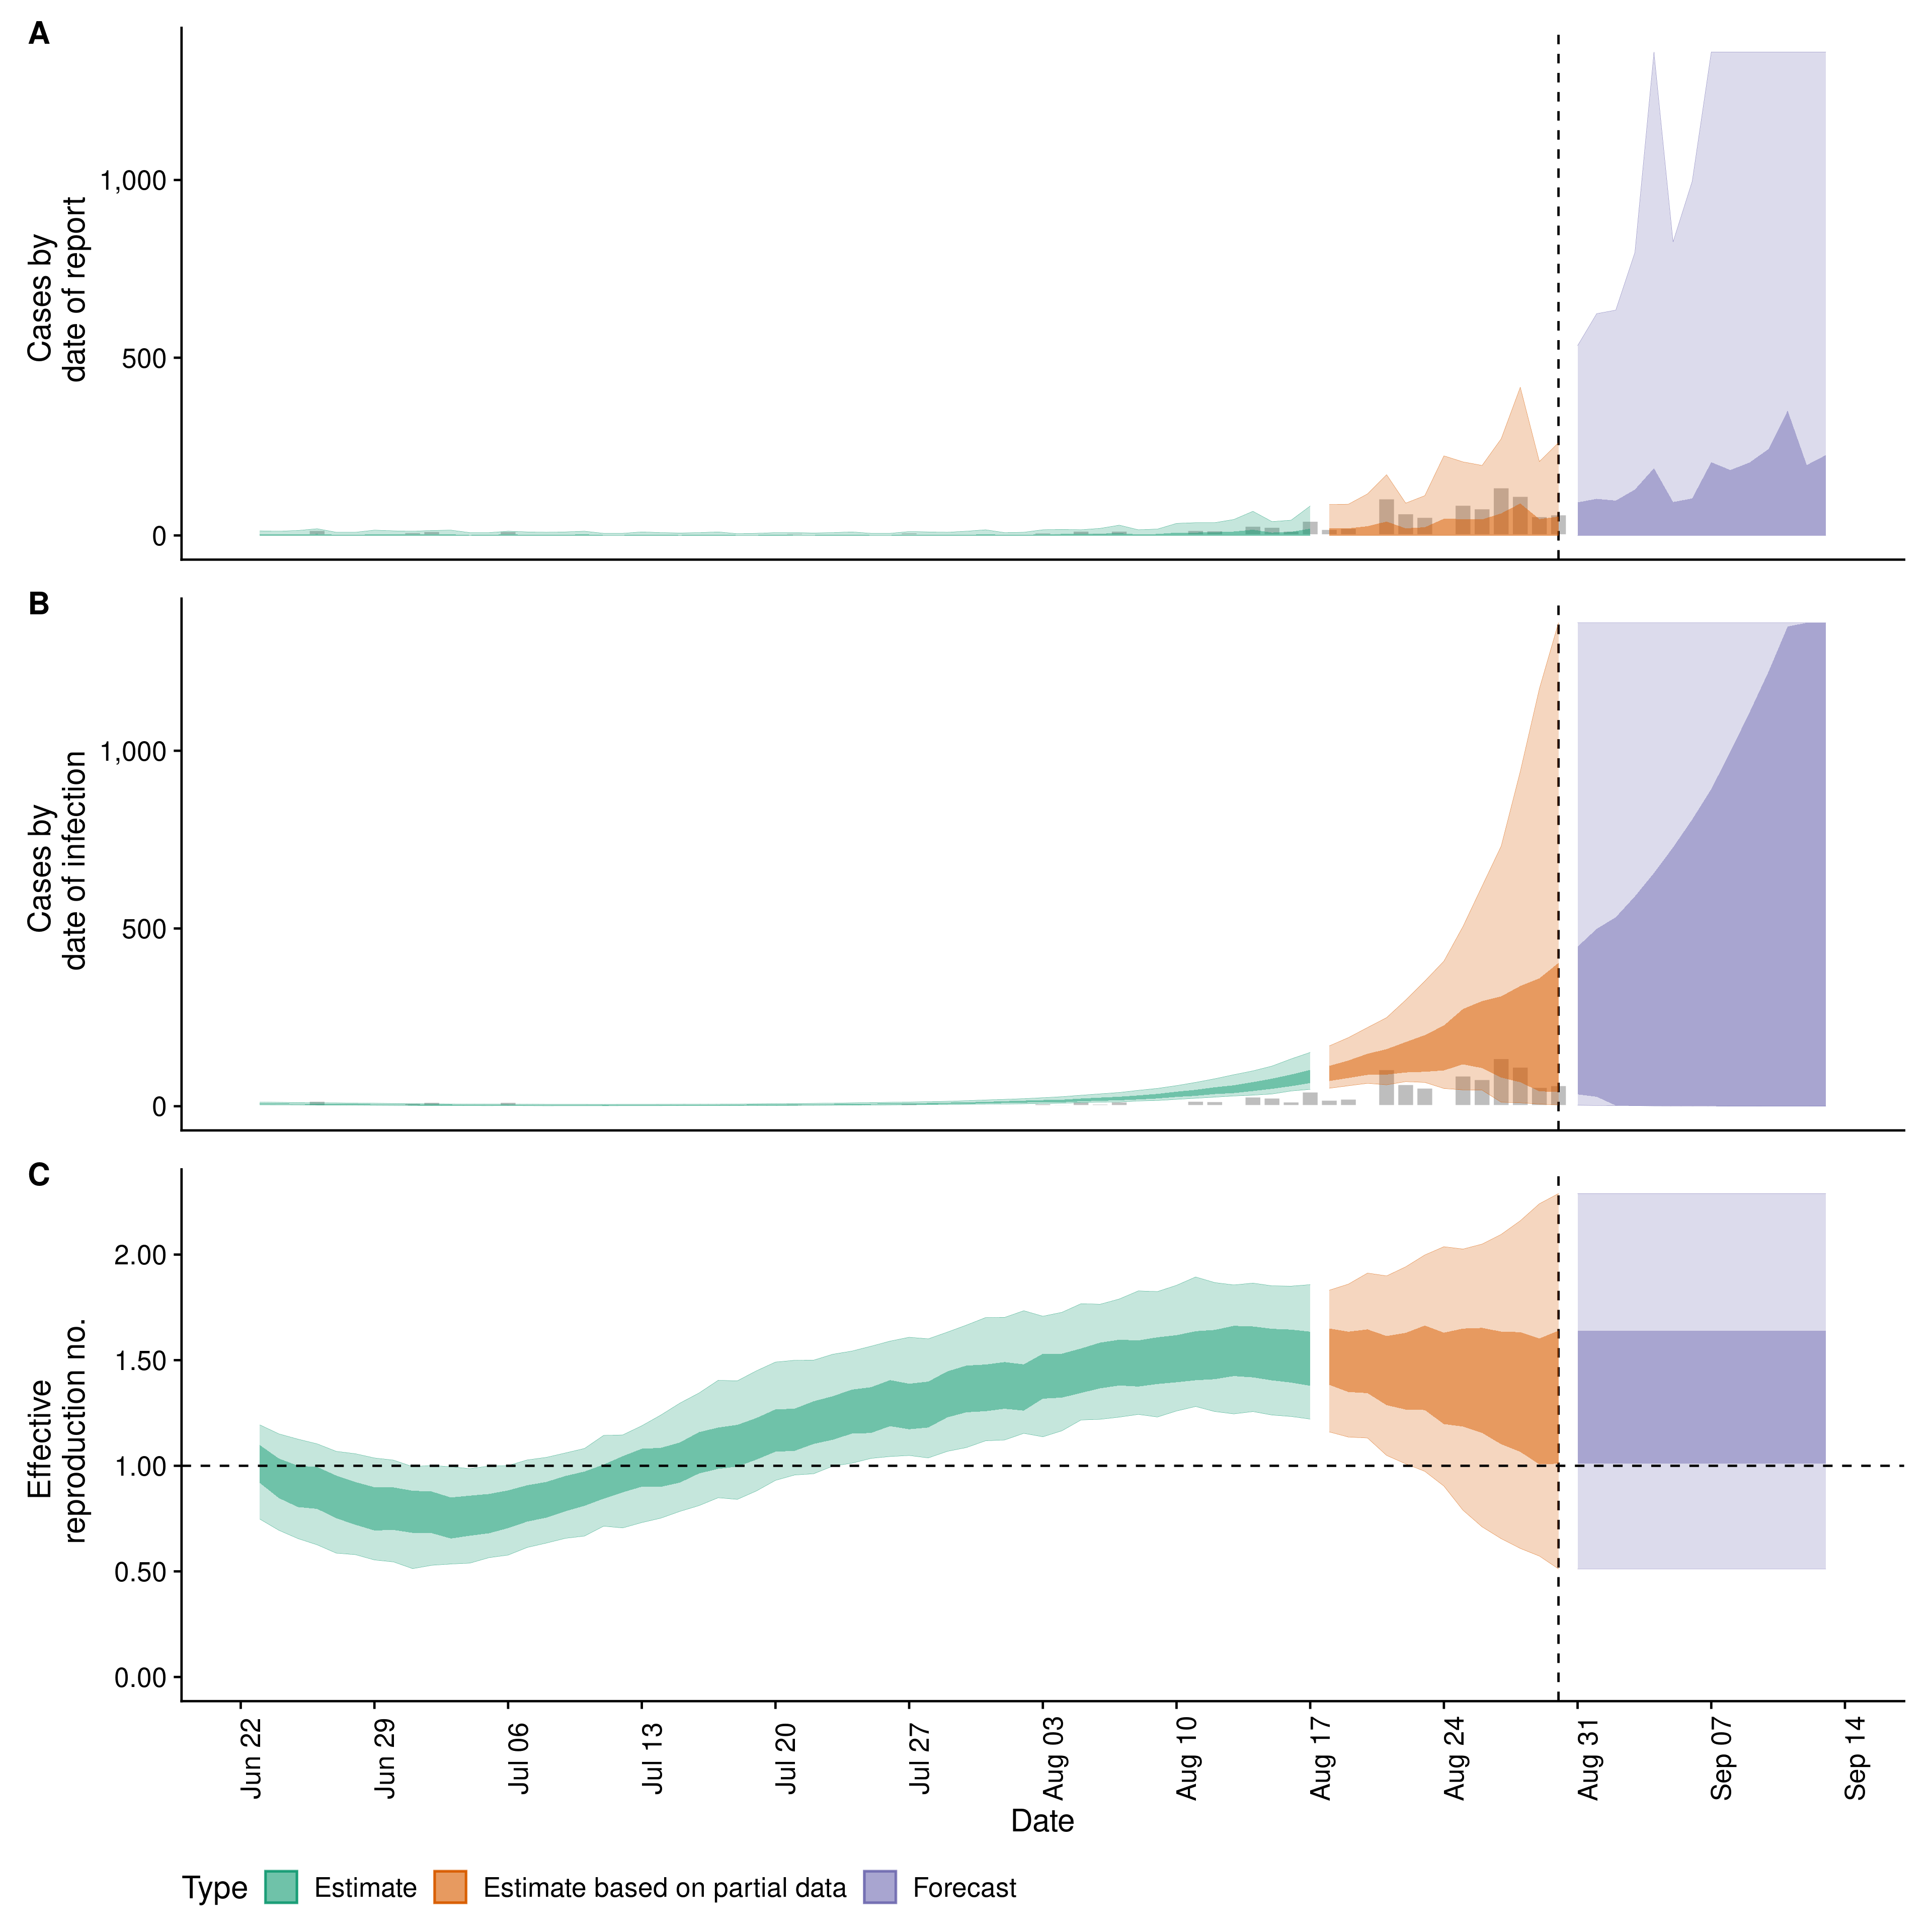 A
Cases by
date of report
1,000
500
0
B
Cases by
date of infection
1,000
500
0
C
Effective
reproduction no.
2.00
1.50
1.00
0.50
0.00
Jun 22
Jun 29
Jul 06
Jul 13
Jul 20
Jul 27
Aug 03
Aug 10
Aug 17
Aug 24
Aug 31
Sep 07
Sep 14
Date
Type Estimate Estimate based on partial data Forecast